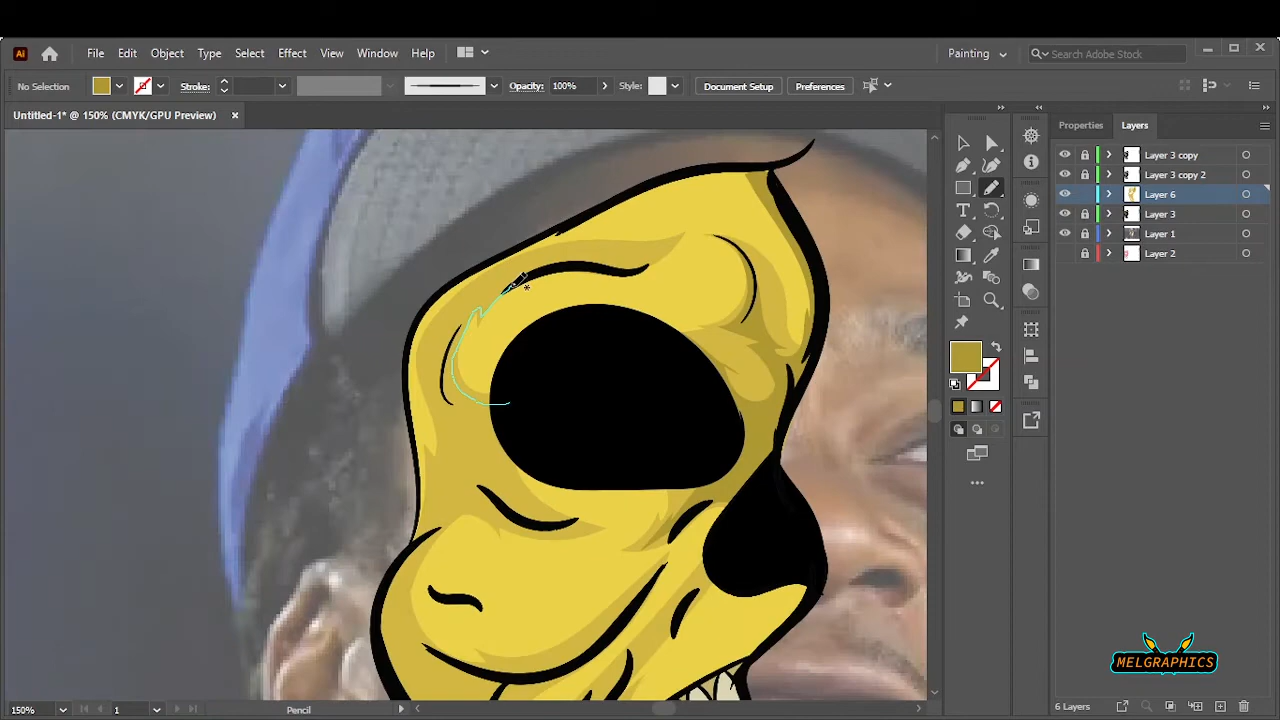 Ai File Edit Object Type Select Effect View Window Help Painting Search Adobe Stock
No Selection Stroke: Opacity: 100% Style: Document Setup Preferences
Untitled-1* @ 150% (CMYK/GPU Preview) Properties Layers
Layer 3 copy
Layer 3 copy 2
Layer 6
Layer 3
Layer 1
Layer 2
MELGRAPHICS
150% 1 Pencil 6 Layers